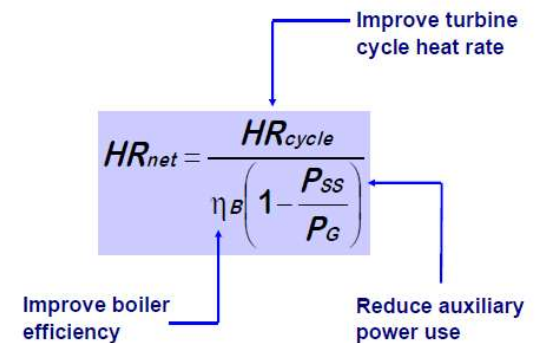 Improve turbine
cycle heat rate
HRnet = HRcycle / ηB(1 − PSS / PG)
Improve boiler
efficiency
Reduce auxiliary
power use